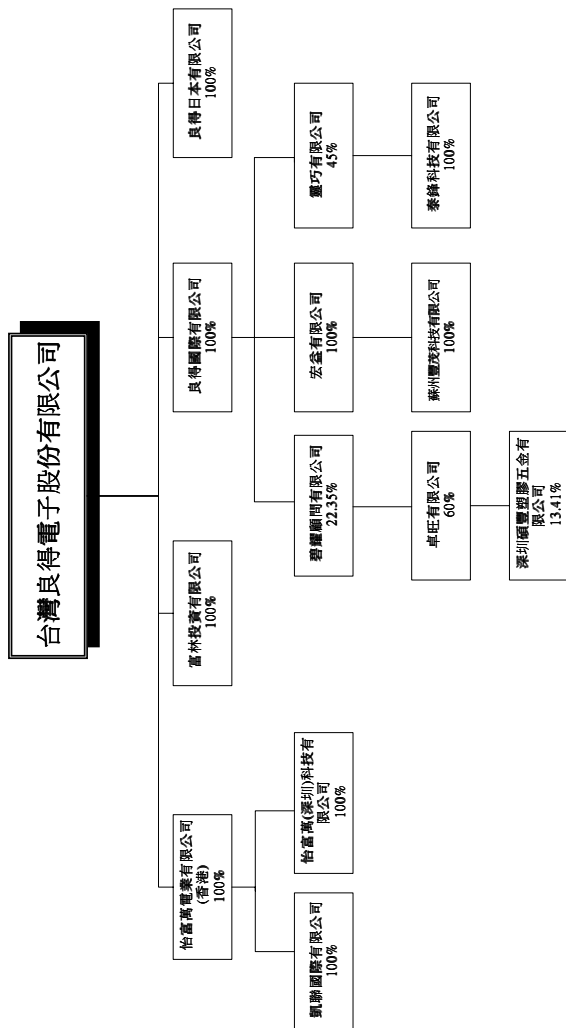 台灣良得電子股份有限公司
怡富萬電業有限公司
(香港)
100%
富林投資有限公司
100%
良得國際有限公司
100%
良得日本有限公司
100%
凱聯國際有限公司
100%
怡富萬(深圳)科技有
限公司
100%
碧耀顧問有限公司
22.35%
宏益有限公司
100%
靈巧有限公司
45%
卓旺有限公司
60%
蘇州豐茂科技有限公司
100%
泰鋒科技有限公司
100%
深圳碩豐塑膠五金有
限公司
13.41%